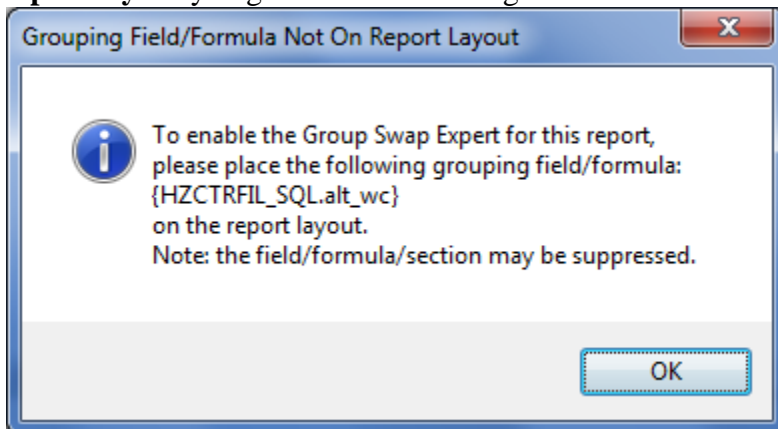 Grouping Field/Formula Not On Report Layout
To enable the Group Swap Expert for this report,
please place the following grouping field/formula:
{HZCTRFIL_SQL.alt_wc}
on the report layout.
Note: the field/formula/section may be suppressed.
OK